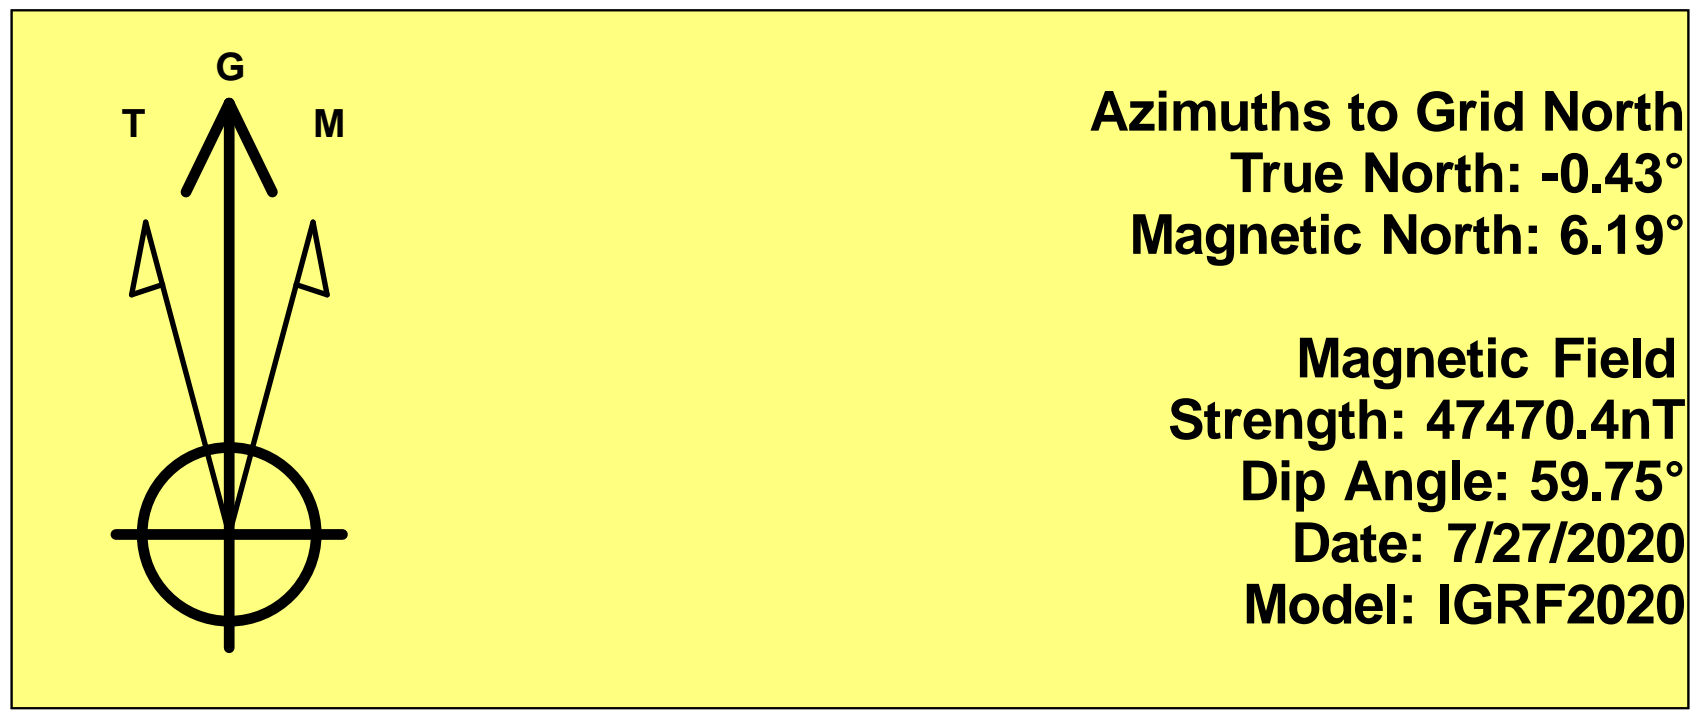 G
T M
Azimuths to Grid North
True North: -0.43°
Magnetic North: 6.19°
Magnetic Field
Strength: 47470.4nT
Dip Angle: 59.75°
Date: 7/27/2020
Model: IGRF2020